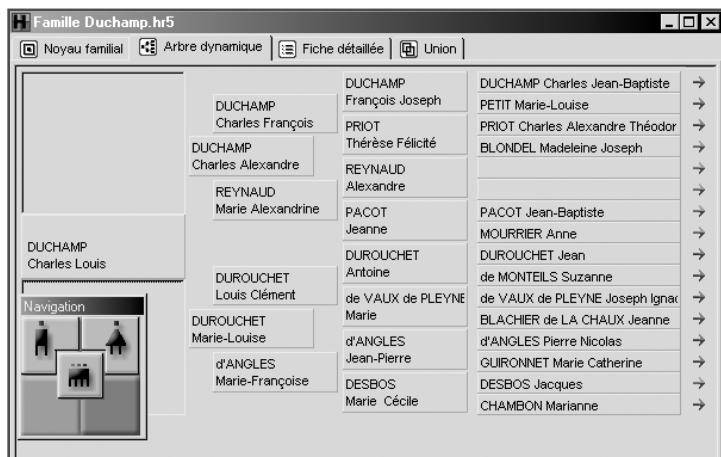 Famille Duchamp.hr5
Noyau familial
Arbre dynamique
Fiche détaillée
Union
DUCHAMP
Charles Louis
Navigation
DUCHAMP
Charles François
DUCHAMP
Charles Alexandre
REYNAUD
Marie Alexandrine
DUROUCHET
Louis Clément
DUROUCHET
Marie-Louise
d'ANGLES
Marie-Françoise
DUCHAMP
François Joseph
PRIOT
Thérèse Félicité
REYNAUD
Alexandre
PACOT
Jeanne
DUROUCHET
Antoine
de VAUX de PLEYNE
Marie
d'ANGLES
Jean-Pierre
DESBOS
Marie Cécile
DUCHAMP Charles Jean-Baptiste
PETIT Marie-Louise
PRIOT Charles Alexandre Théodor
BLONDEL Madeleine Joseph
PACOT Jean-Baptiste
MOURRIER Anne
DUROUCHET Jean
de MONTEILS Suzanne
de VAUX de PLEYNE Joseph Ignac
BLACHIER de LA CHAUX Jeanne
d'ANGLES Pierre Nicolas
GUIRONNET Marie Catherine
DESBOS Jacques
CHAMBON Marianne